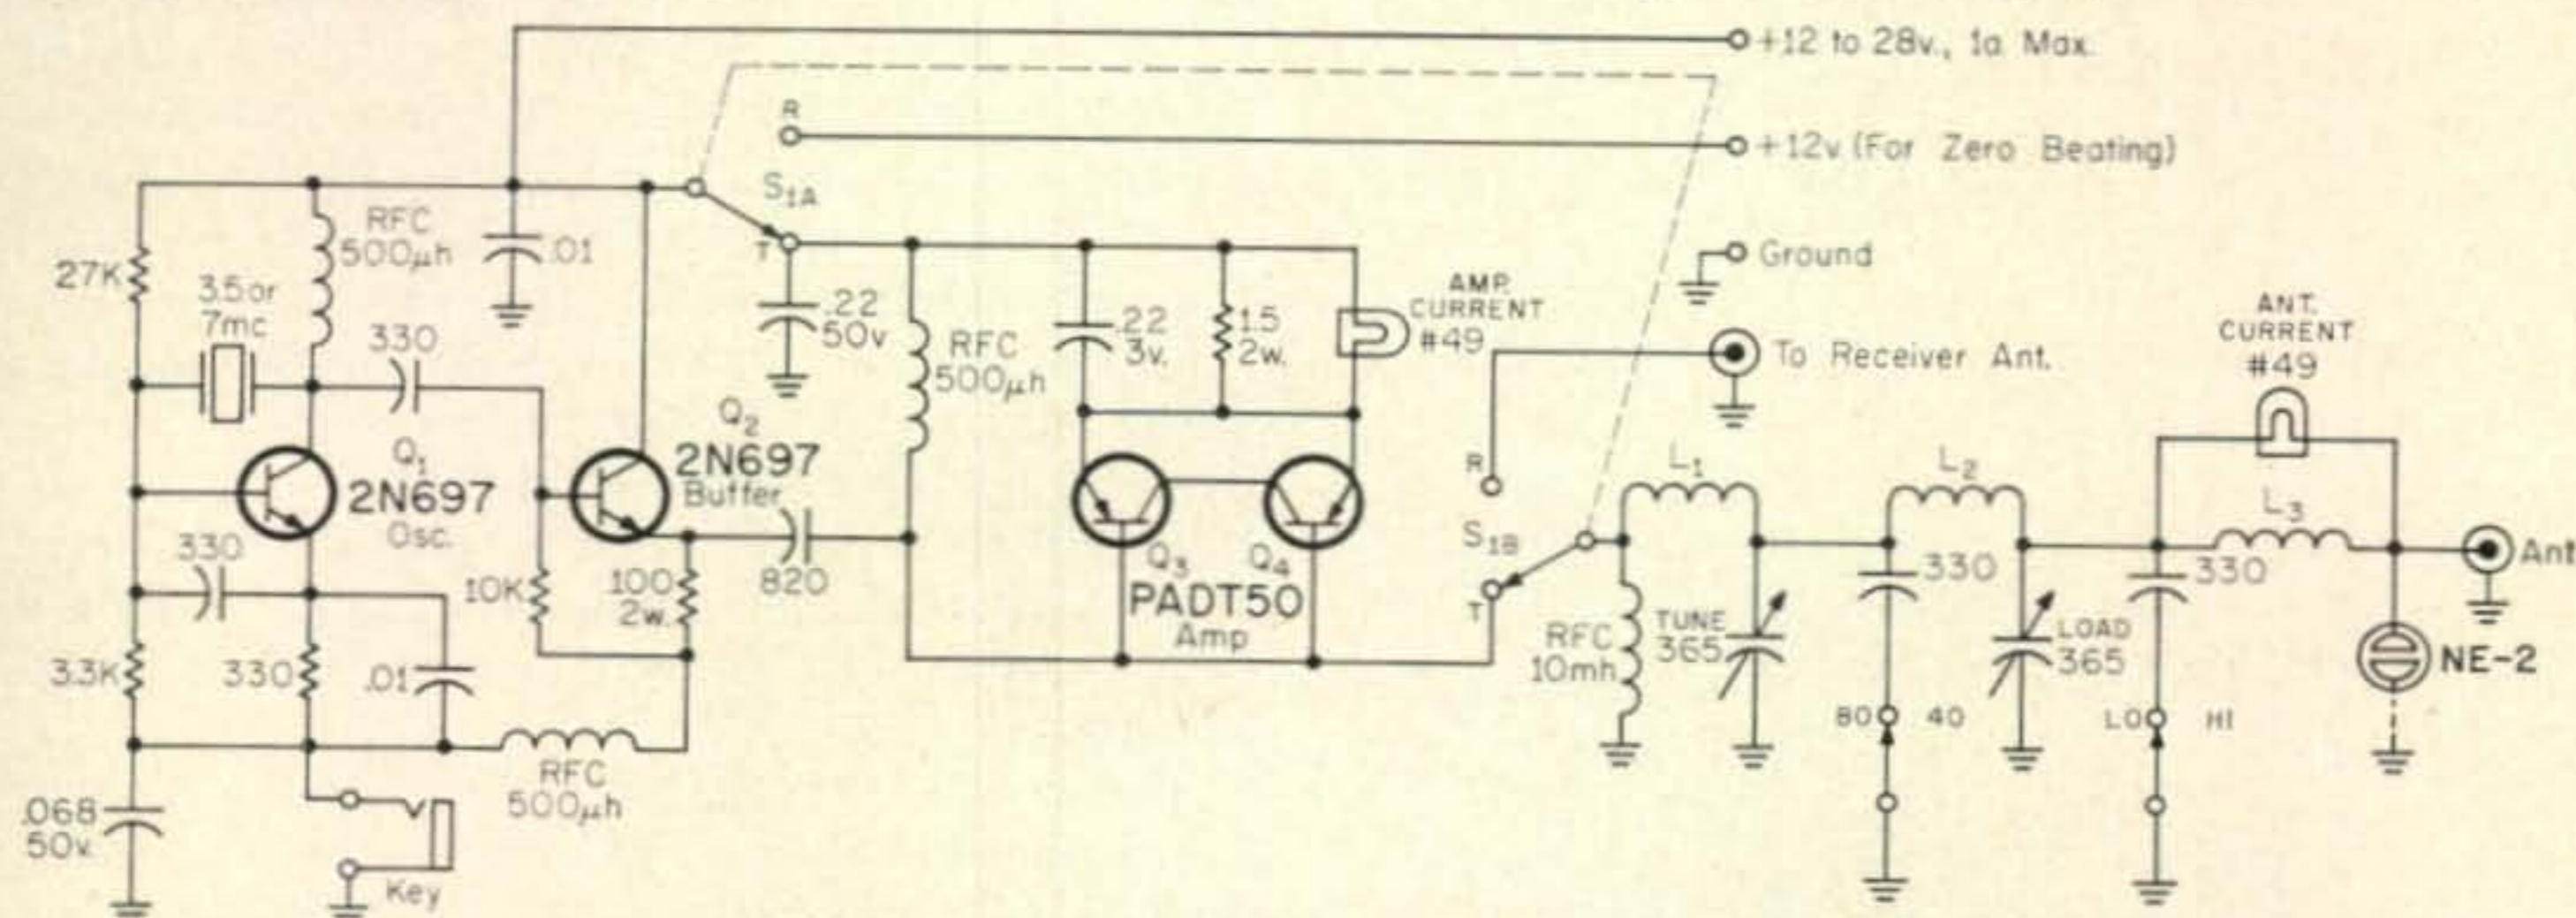 +12 to 28v., 1a Max.
R
+12v (For Zero Beating)
S1A
T
RFC
500µh
.01
27K
3.5 or
7mc
330
.22
50v
RFC
500µh
.22
3v.
1.5
2w.
AMP.
CURRENT
#49
Ground
To Receiver Ant.
ANT.
CURRENT
#49
Q1
2N697
Osc.
Q2
2N697
Buffer
330
10K
100
2w.
820
Q3
Q4
PADT50
Amp
R
S1B
T
L1
L2
L3
330
330
Ant
3.3K
330
.01
RFC
10mh
TUNE
365
LOAD
365
NE-2
80
40
LO
HI
RFC
500µh
.068
50v.
Key